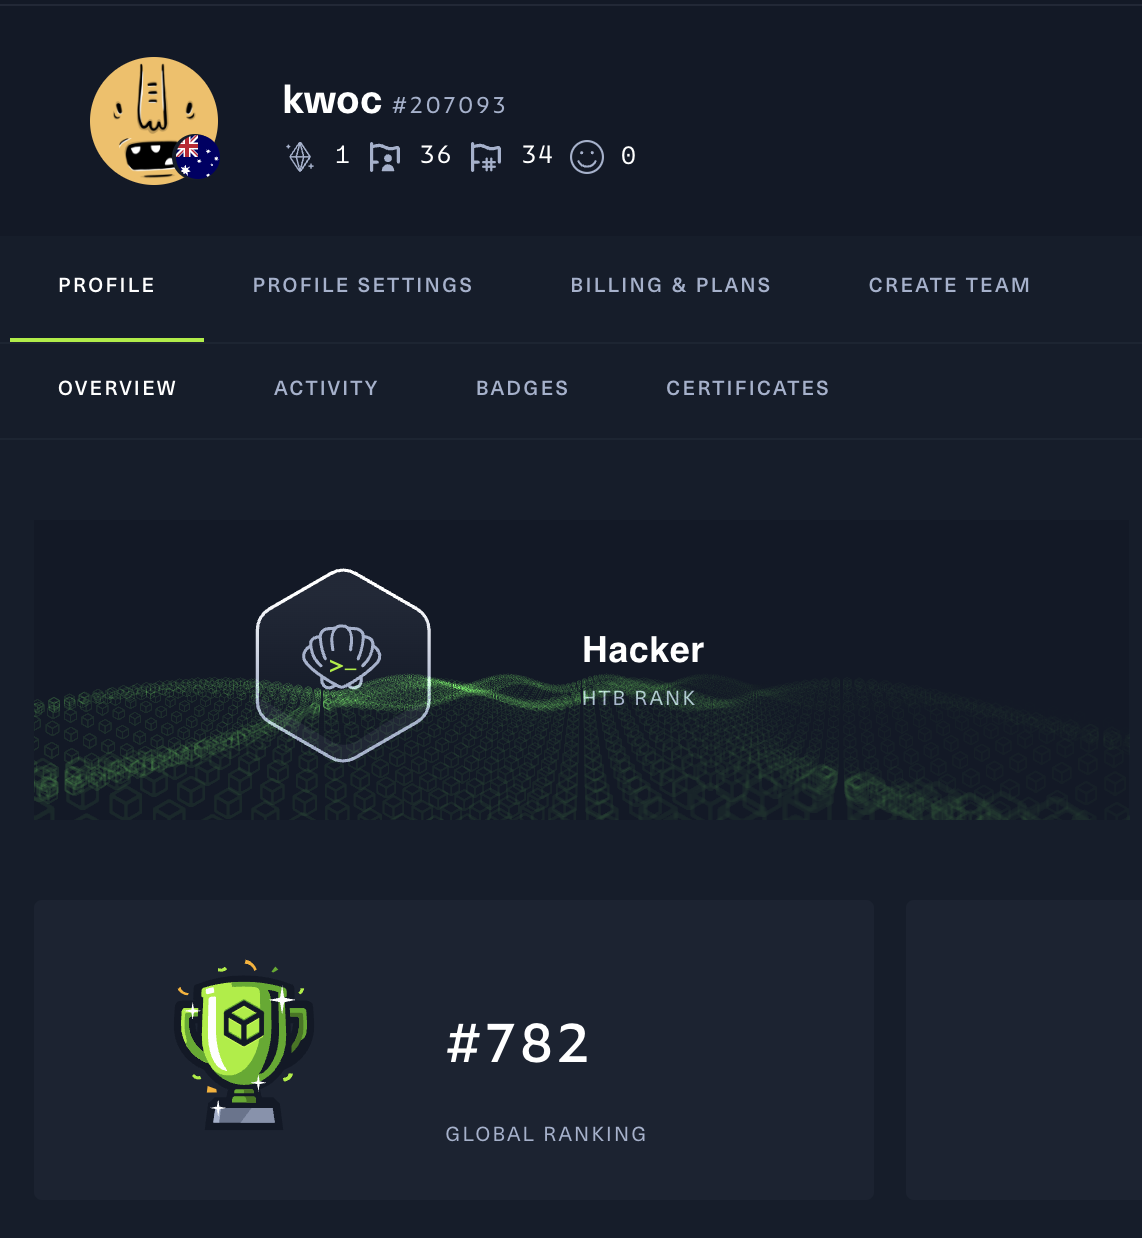 kwoc #207093
1 36 34 0
PROFILE PROFILE SETTINGS BILLING & PLANS CREATE TEAM
OVERVIEW ACTIVITY BADGES CERTIFICATES
>_
Hacker
HTB RANK
#782
GLOBAL RANKING